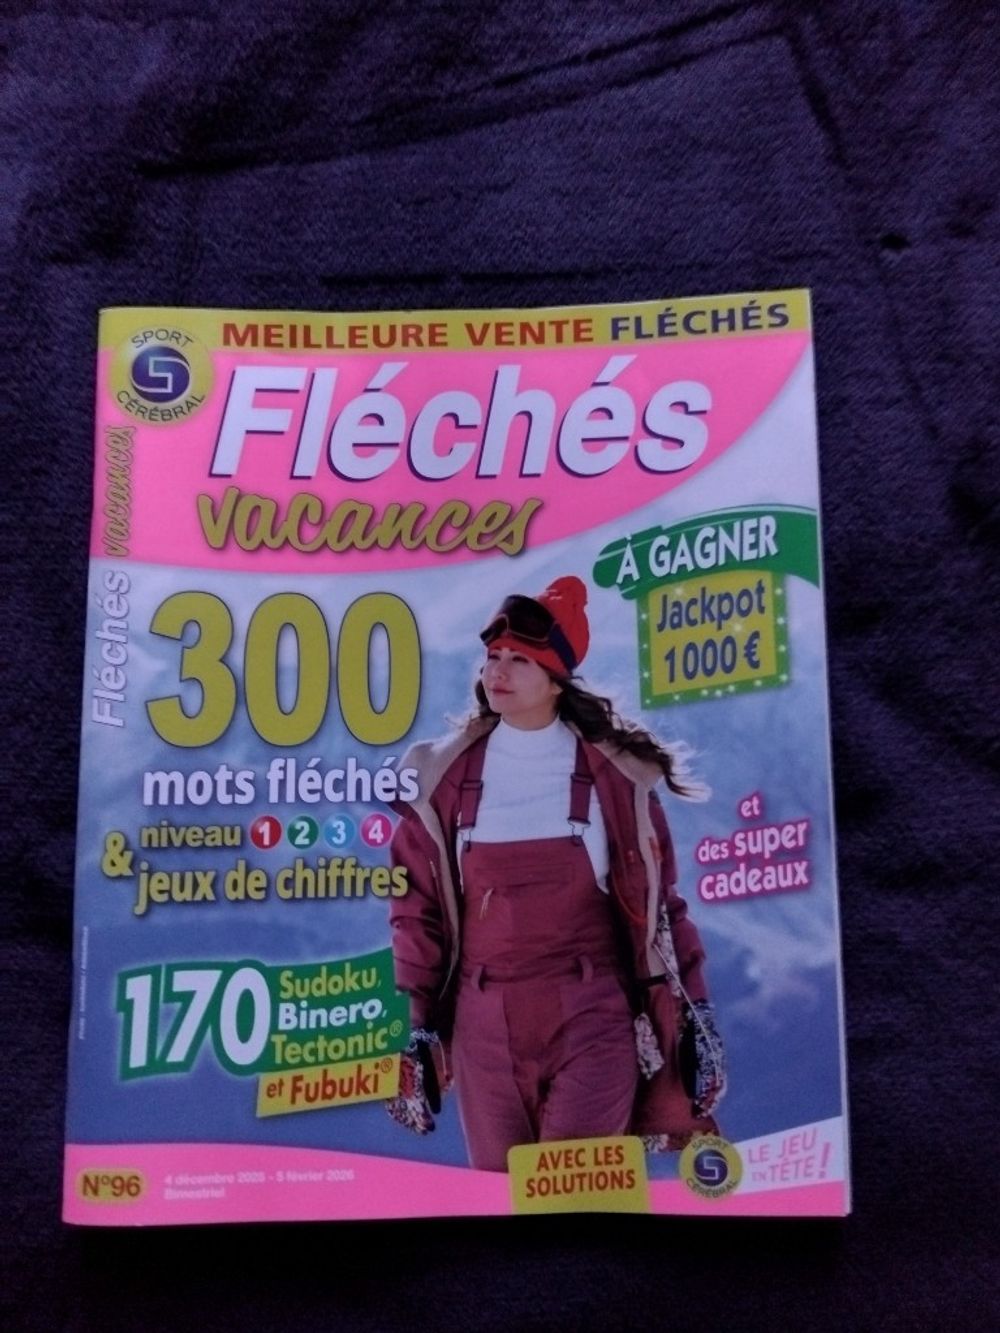 MEILLEURE VENTE FLÉCHÉS
SPORT
CÉRÉBRAL
Fléchés
vacances
Fléchés vacances
À GAGNER
Jackpot
1000 €
300
mots fléchés
niveau 1 2 3 4
& jeux de chiffres
et
des super
cadeaux
170
Sudoku,
Binero,
Tectonic®
et Fubuki®
AVEC LES
SOLUTIONS
SPORT
CÉRÉBRAL
LE JEU
EN TÊTE !
N°96
4 décembre 2025 - 5 février 2026
Bimestriel